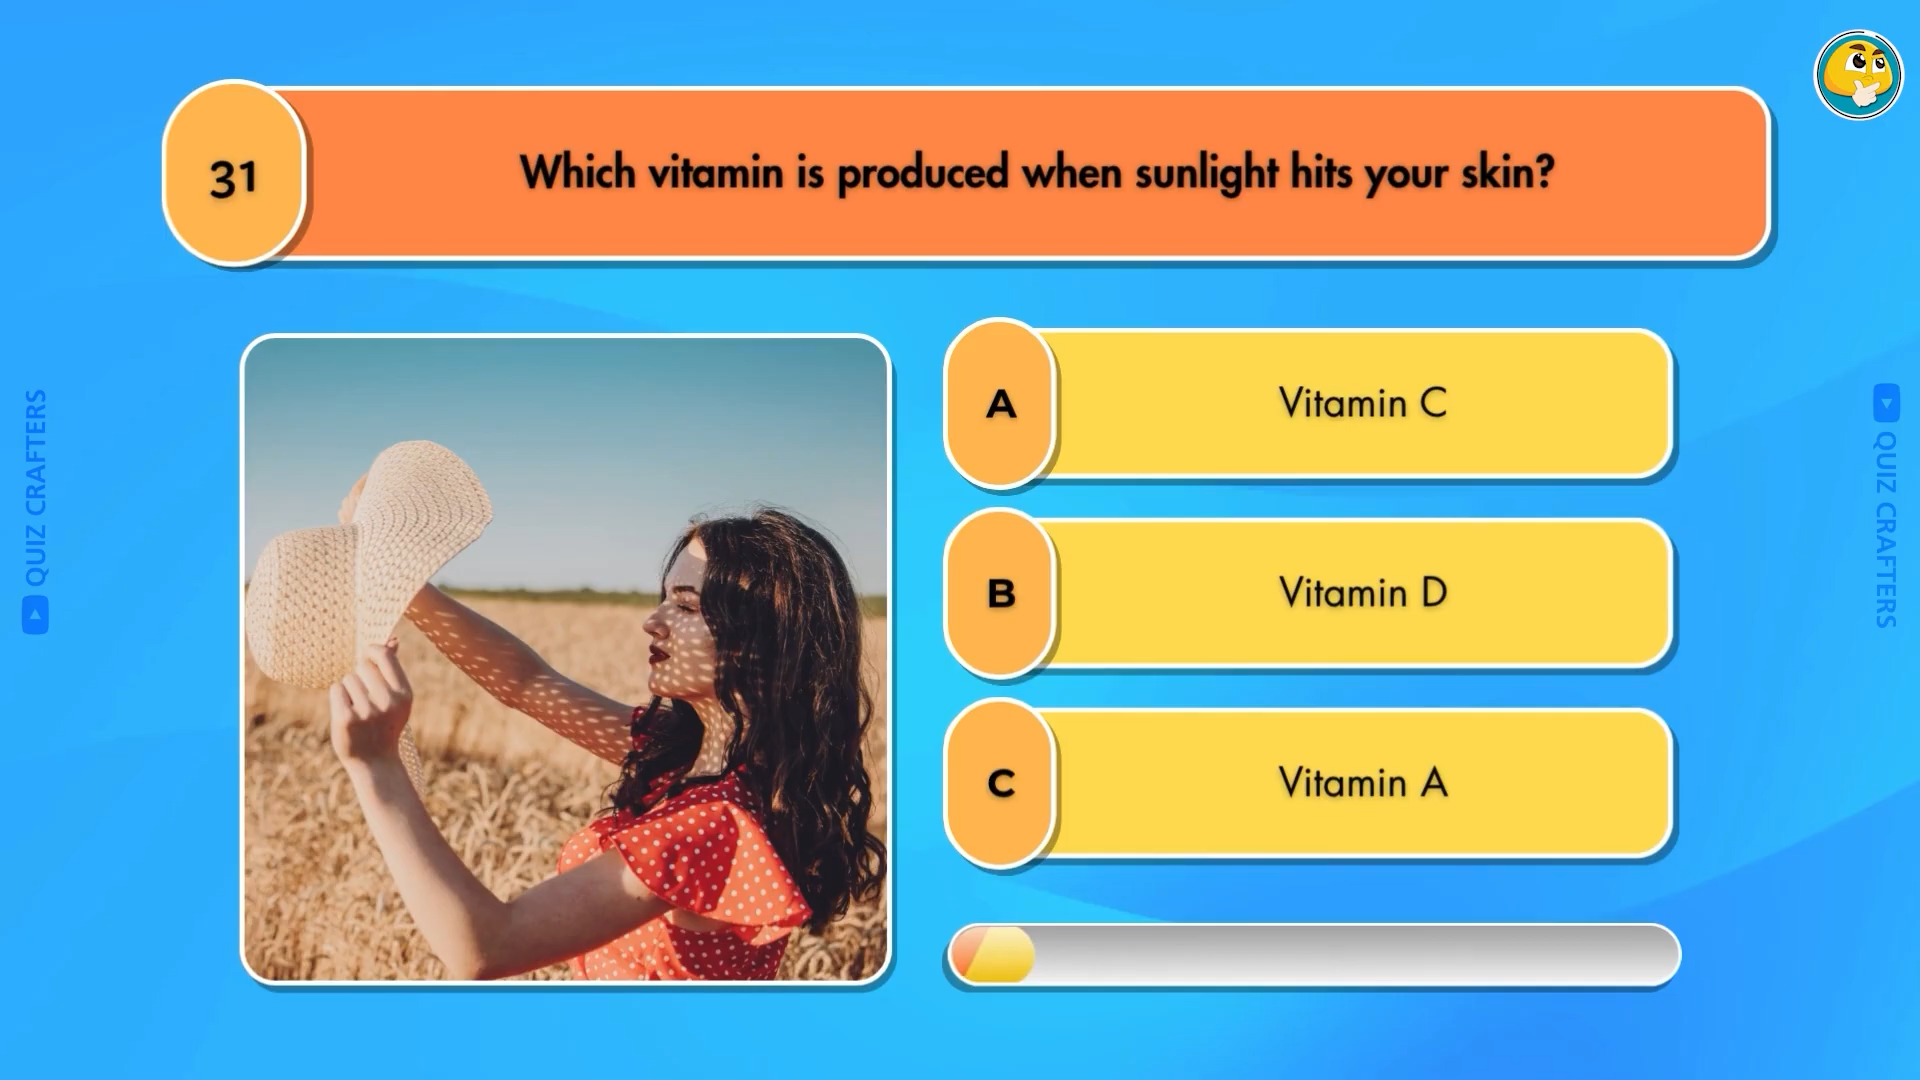 31
Which vitamin is produced when sunlight hits your skin?
A
Vitamin C
B
Vitamin D
C
Vitamin A
QUIZ CRAFTERS
QUIZ CRAFTERS